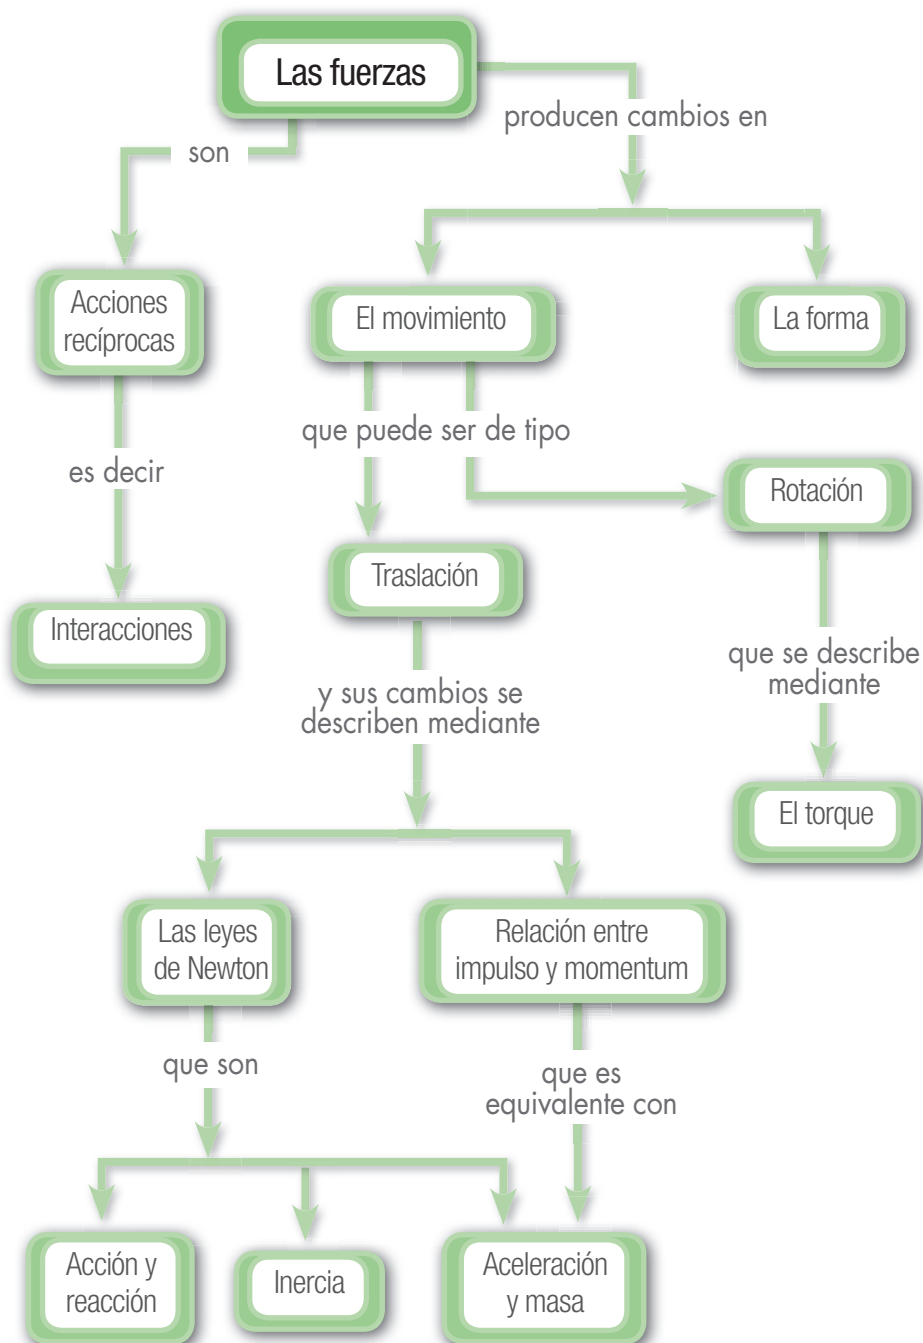 Las fuerzas
producen cambios en
son
Acciones
recíprocas
El movimiento
La forma
es decir
que puede ser de tipo
Rotación
Traslación
Interacciones
que se describe
mediante
y sus cambios se
describen mediante
El torque
Las leyes
de Newton
Relación entre
impulso y momentum
que son
que es
equivalente con
Acción y
reacción
Inercia
Aceleración
y masa